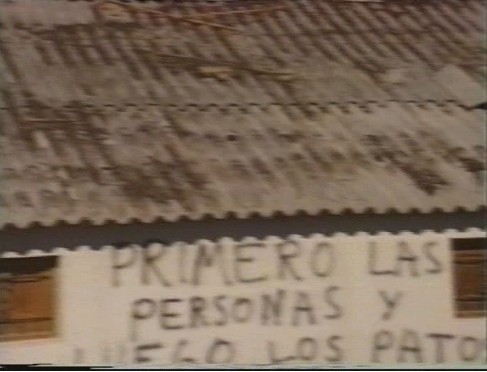 PRIMERO LAS
PERSONAS Y
LUEGO LOS PATO